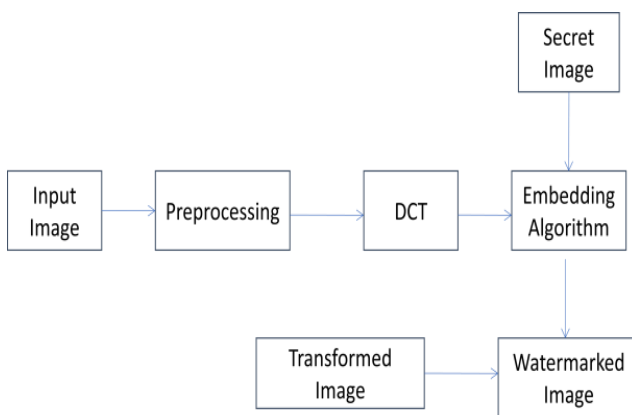 Secret
Image
Input
Image
Preprocessing
DCT
Embedding
Algorithm
Transformed
Image
Watermarked
Image